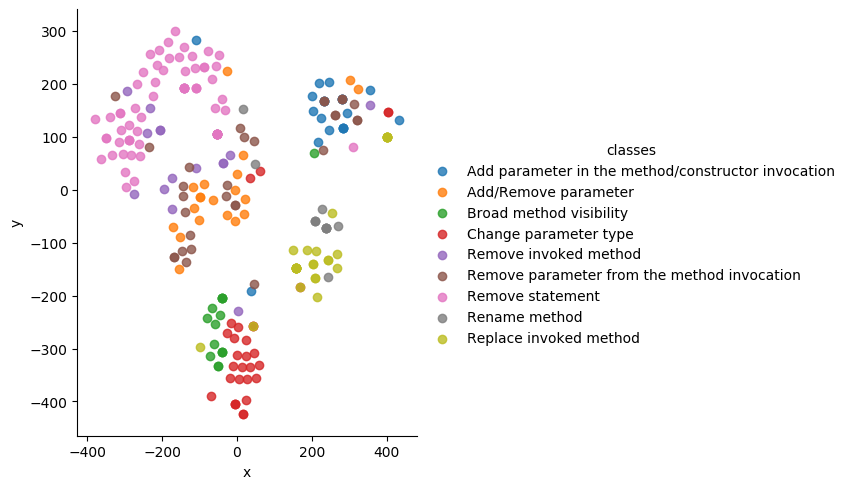 300
200
100
0
−100
−200
−300
−400
y
−400
−200
0
200
400
x
classes
Add parameter in the method/constructor invocation
Add/Remove parameter
Broad method visibility
Change parameter type
Remove invoked method
Remove parameter from the method invocation
Remove statement
Rename method
Replace invoked method